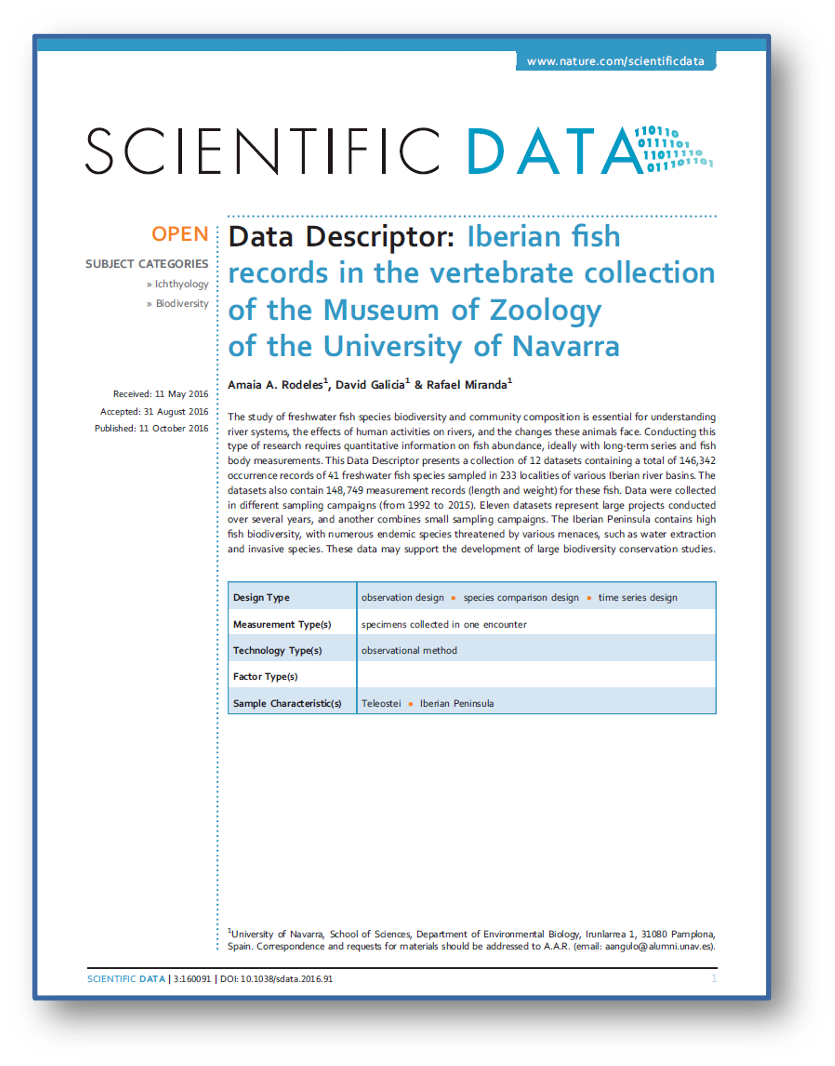 www.nature.com/scientificdata
SCIENTIFIC DATA
110110
0111101
11011110
011101101
OPEN
SUBJECT CATEGORIES
» Ichthyology
» Biodiversity
Received: 11 May 2016
Accepted: 31 August 2016
Published: 11 October 2016
Data Descriptor: Iberian fish
records in the vertebrate collection
of the Museum of Zoology
of the University of Navarra
Amaia A. Rodeles1, David Galicia1 & Rafael Miranda1
The study of freshwater fish species biodiversity and community composition is essential for understanding
river systems, the effects of human activities on rivers, and the changes these animals face. Conducting this
type of research requires quantitative information on fish abundance, ideally with long-term series and fish
body measurements. This Data Descriptor presents a collection of 12 datasets containing a total of 146,342
occurrence records of 41 freshwater fish species sampled in 233 localities of various Iberian river basins. The
datasets also contain 148,749 measurement records (length and weight) for these fish. Data were collected
in different sampling campaigns (from 1992 to 2015). Eleven datasets represent large projects conducted
over several years, and another combines small sampling campaigns. The Iberian Peninsula contains high
fish biodiversity, with numerous endemic species threatened by various menaces, such as water extraction
and invasive species. These data may support the development of large biodiversity conservation studies.
Design Type observation design • species comparison design • time series design
Measurement Type(s) specimens collected in one encounter
Technology Type(s) observational method
Factor Type(s)
Sample Characteristic(s) Teleostei • Iberian Peninsula
1University of Navarra, School of Sciences, Department of Environmental Biology, Irunlarrea 1, 31080 Pamplona,
Spain. Correspondence and requests for materials should be addressed to A.A.R. (email: aangulo@alumni.unav.es).
SCIENTIFIC DATA | 3:160091 | DOI: 10.1038/sdata.2016.91 1